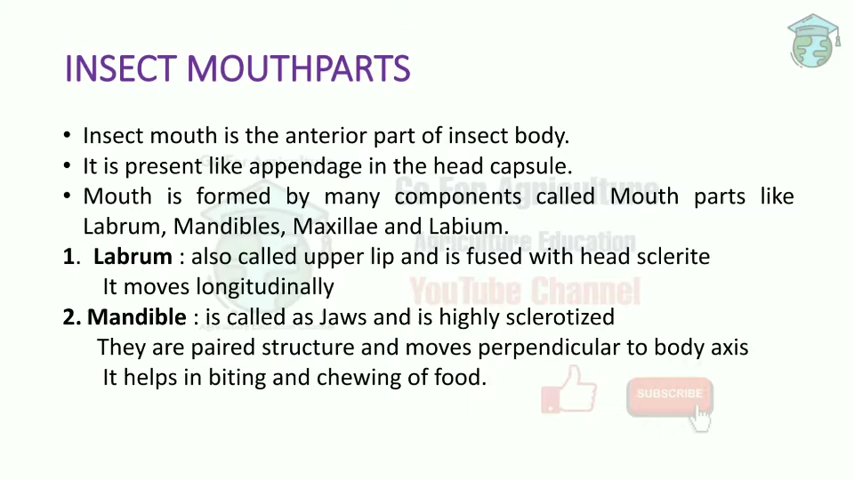 INSECT MOUTHPARTS
• Insect mouth is the anterior part of insect body.
• It is present like appendage in the head capsule.
• Mouth is formed by many components called Mouth parts like
Labrum, Mandibles, Maxillae and Labium.
1. Labrum : also called upper lip and is fused with head sclerite
It moves longitudinally
2. Mandible : is called as Jaws and is highly sclerotized
They are paired structure and moves perpendicular to body axis
It helps in biting and chewing of food.
Co For Agriculture
Agriculture Education
YouTube Channel
SUBSCRIBE